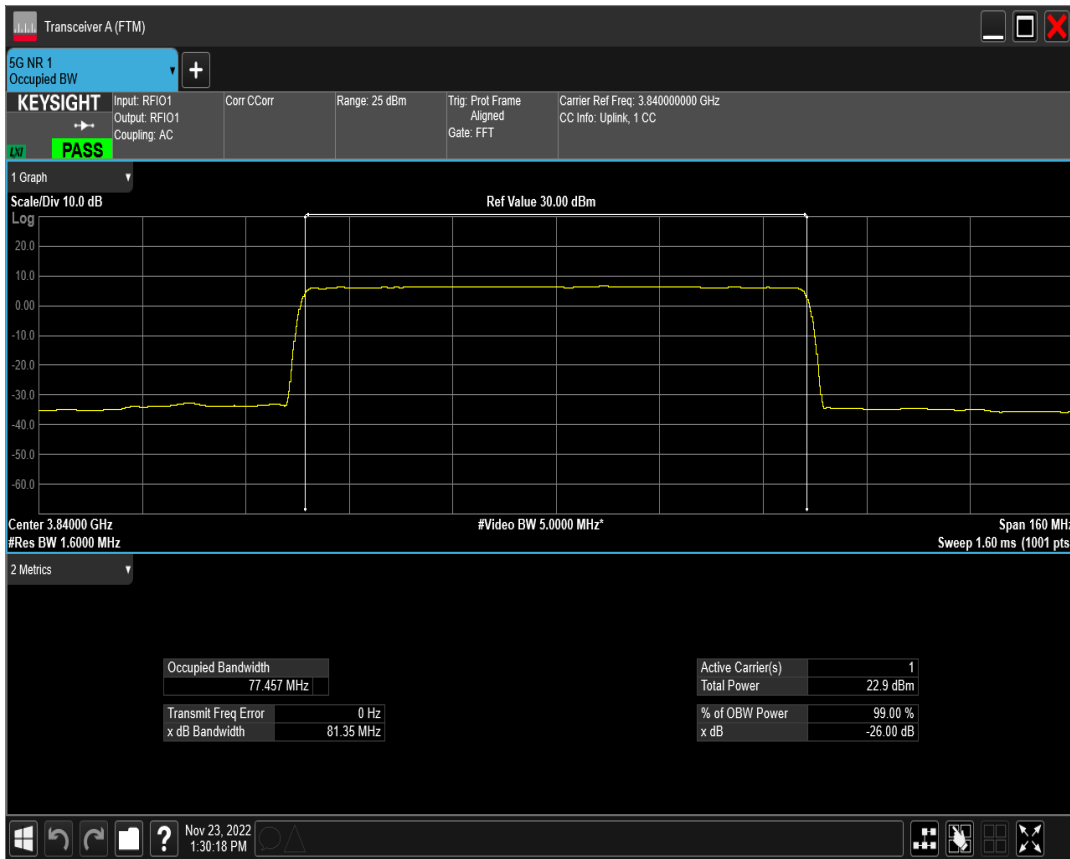 Transceiver A (FTM)
5G NR 1
Occupied BW
+
KEYSIGHT
LXI
PASS
Input: RFIO1
Output: RFIO1
Coupling: AC
Corr CCorr
Range: 25 dBm
Trig: Prot Frame
Aligned
Gate: FFT
Carrier Ref Freq: 3.840000000 GHz
CC Info: Uplink, 1 CC
1 Graph
Scale/Div 10.0 dB
Ref Value 30.00 dBm
Log
20.0
10.0
0.00
-10.0
-20.0
-30.0
-40.0
-50.0
-60.0
Center 3.84000 GHz
#Video BW 5.0000 MHz*
Span 160 MHz
#Res BW 1.6000 MHz
Sweep 1.60 ms (1001 pts
2 Metrics
Occupied Bandwidth
77.457 MHz
Transmit Freq Error 0 Hz
x dB Bandwidth 81.35 MHz
Active Carrier(s) 1
Total Power 22.9 dBm
% of OBW Power 99.00 %
x dB -26.00 dB
?
Nov 23, 2022
1:30:18 PM